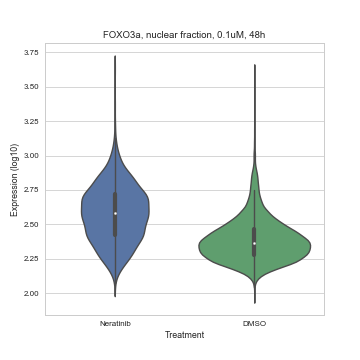 FOXO3a, nuclear fraction, 0.1uM, 48h
3.75
3.50
3.25
3.00
2.75
2.50
2.25
2.00
Expression (log10)
Neratinib DMSO
Treatment